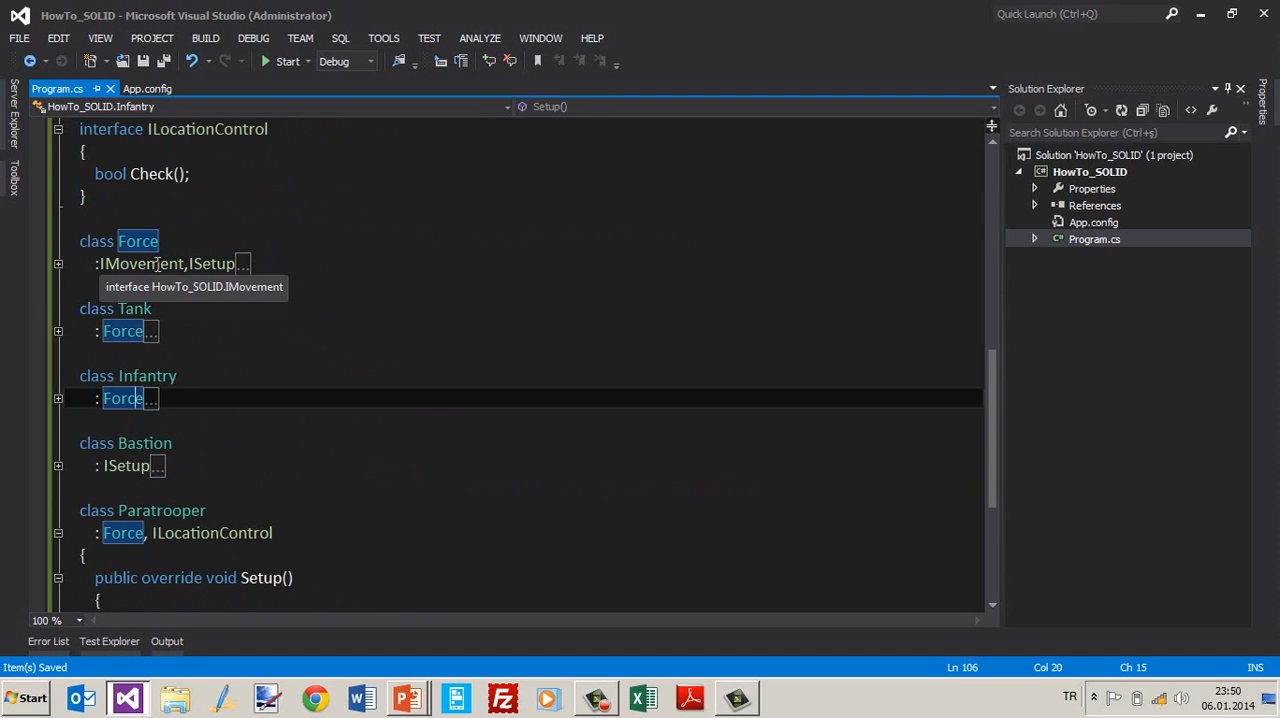 HowTo_SOLID - Microsoft Visual Studio (Administrator)
Quick Launch (Ctrl+Q)
FILE EDIT VIEW PROJECT BUILD DEBUG TEAM SQL TOOLS TEST ANALYZE WINDOW HELP
Start Debug
Program.cs App.config
HowTo_SOLID.Infantry Setup()
Server Explorer
Toolbox
interface ILocationControl
{
bool Check();
}
class Force
:IMovement,ISetup...
interface HowTo_SOLID.IMovement
class Tank
: Force...
class Infantry
: Force...
class Bastion
: ISetup...
class Paratrooper
: Force, ILocationControl
{
public override void Setup()
{
100 %
Solution Explorer
Search Solution Explorer (Ctrl+ş)
Solution 'HowTo_SOLID' (1 project)
HowTo_SOLID
Properties
References
App.config
Program.cs
Properties
Error List Test Explorer Output
Item(s) Saved Ln 106 Col 20 Ch 15 INS
Start TR 23:50
06.01.2014